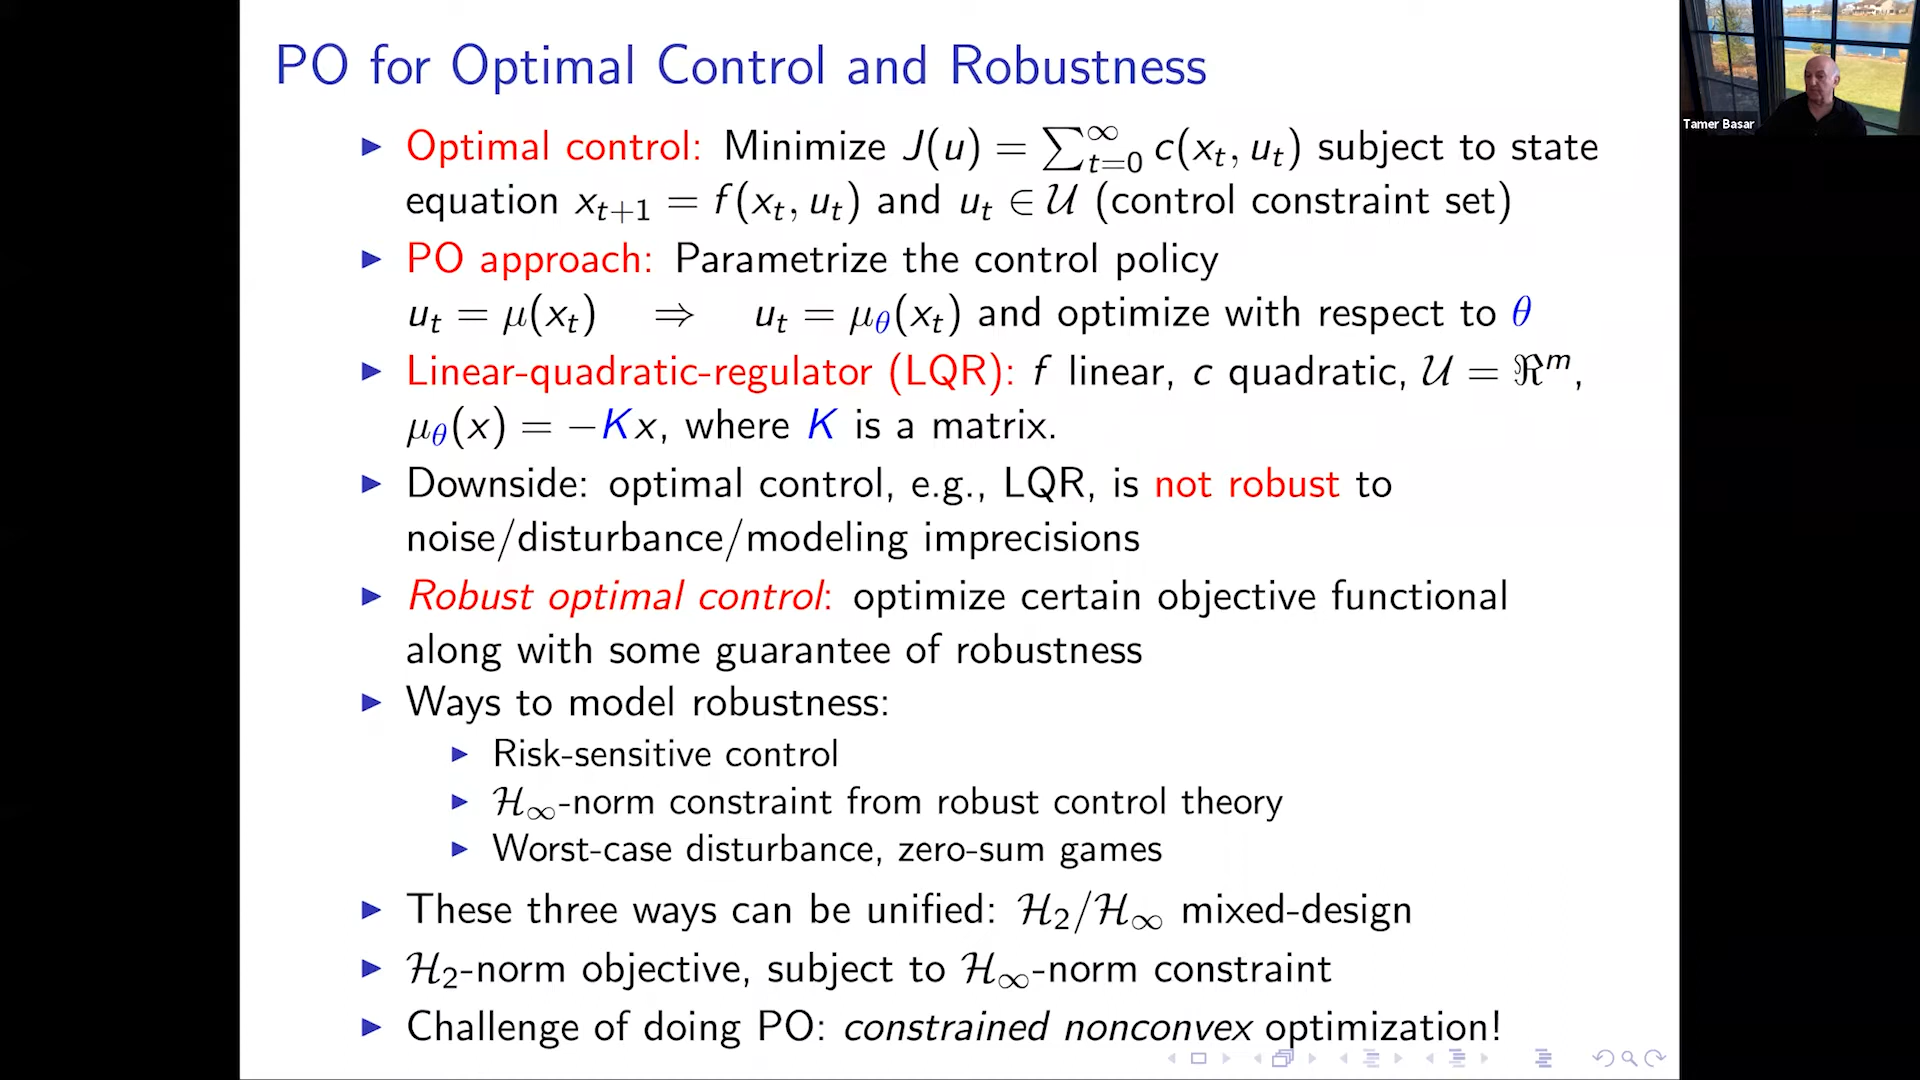 PO for Optimal Control and Robustness
Tamer Basar
▶ Optimal control: Minimize J(u) = ∑_{t=0}^{∞} c(x_t, u_t) subject to state
equation x_{t+1} = f(x_t, u_t) and u_t ∈ 𝒰 (control constraint set)
▶ PO approach: Parametrize the control policy
u_t = μ(x_t) ⇒ u_t = μ_θ(x_t) and optimize with respect to θ
▶ Linear-quadratic-regulator (LQR): f linear, c quadratic, 𝒰 = ℜ^m,
μ_θ(x) = −Kx, where K is a matrix.
▶ Downside: optimal control, e.g., LQR, is not robust to
noise/disturbance/modeling imprecisions
▶ Robust optimal control: optimize certain objective functional
along with some guarantee of robustness
▶ Ways to model robustness:
▶ Risk-sensitive control
▶ ℋ_∞-norm constraint from robust control theory
▶ Worst-case disturbance, zero-sum games
▶ These three ways can be unified: ℋ_2/ℋ_∞ mixed-design
▶ ℋ_2-norm objective, subject to ℋ_∞-norm constraint
▶ Challenge of doing PO: constrained nonconvex optimization!